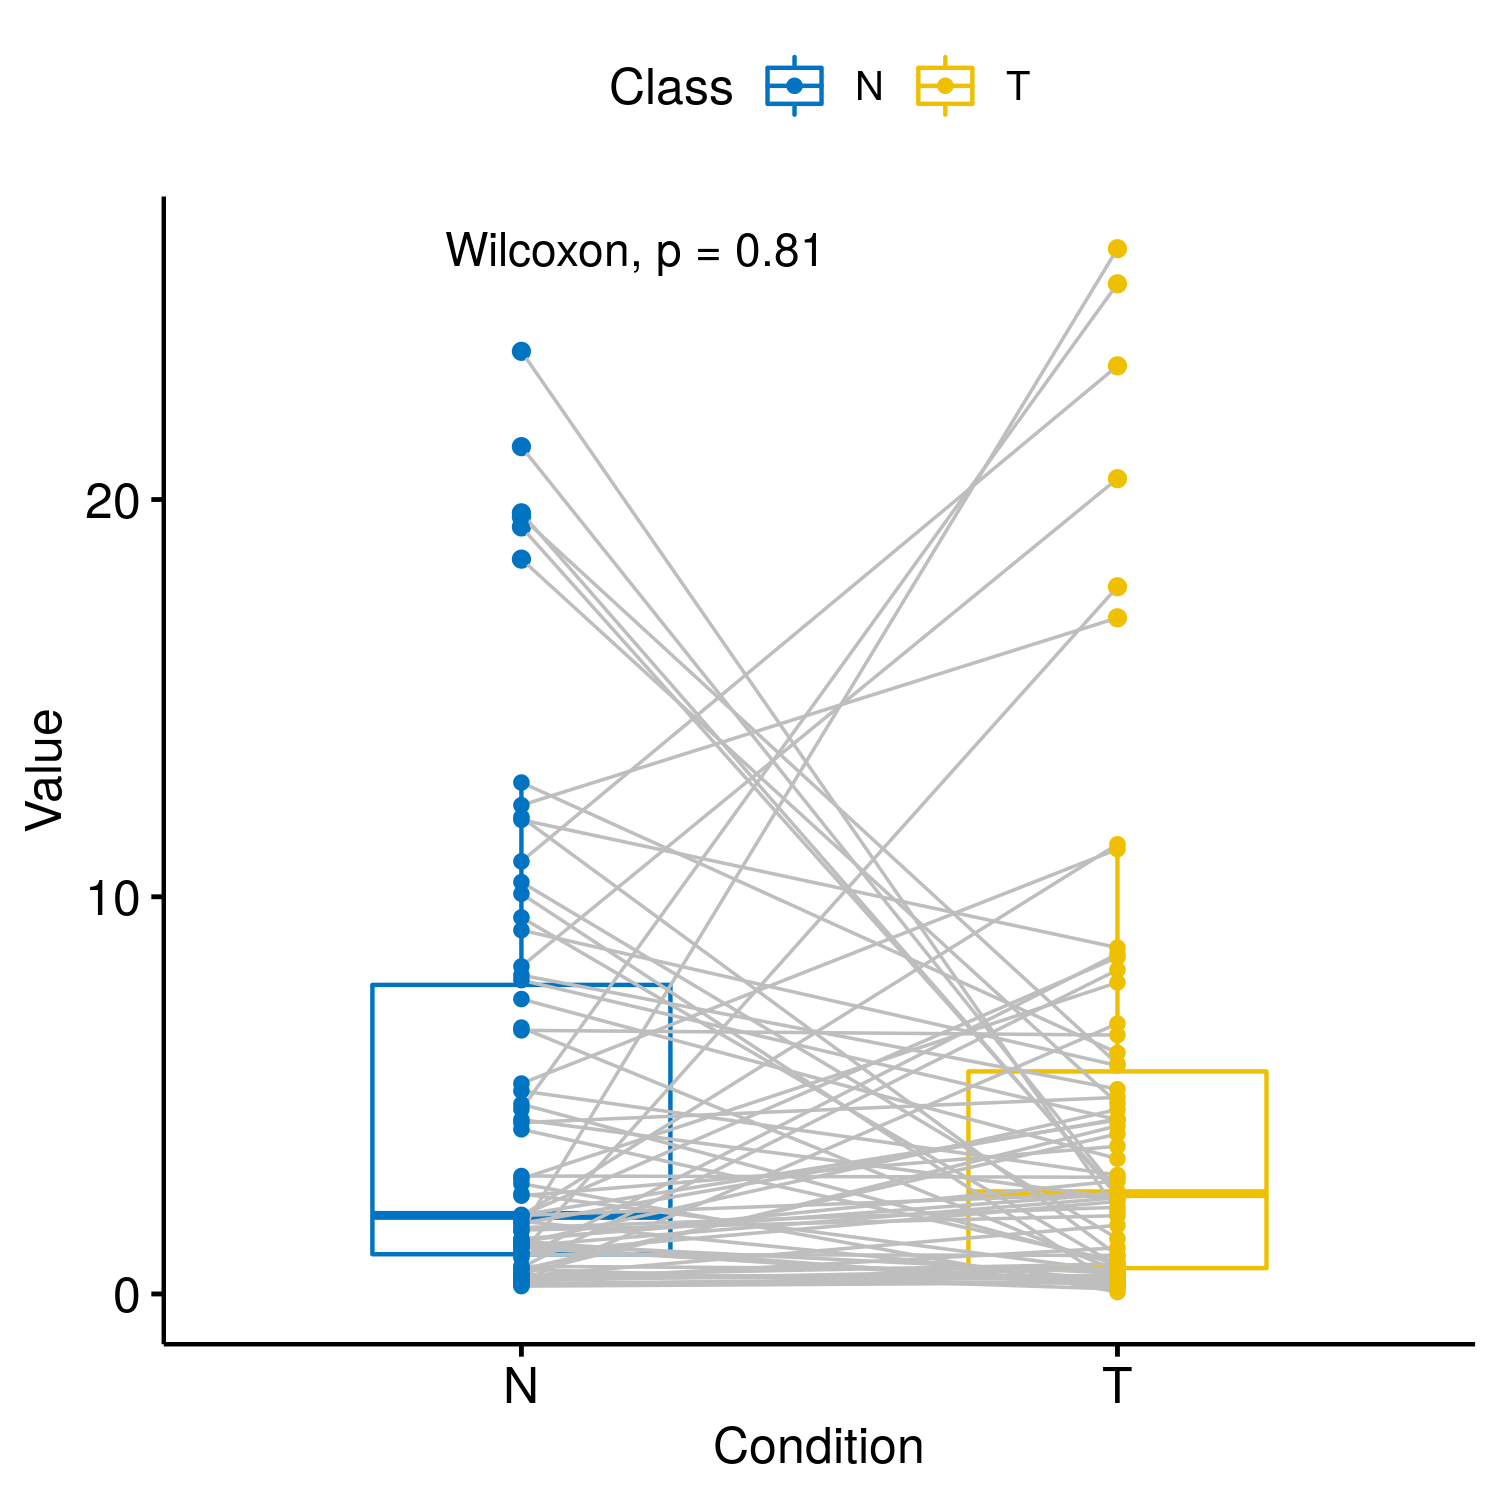 Class N T
Wilcoxon, p = 0.81
Value
20
10
0
N T
Condition